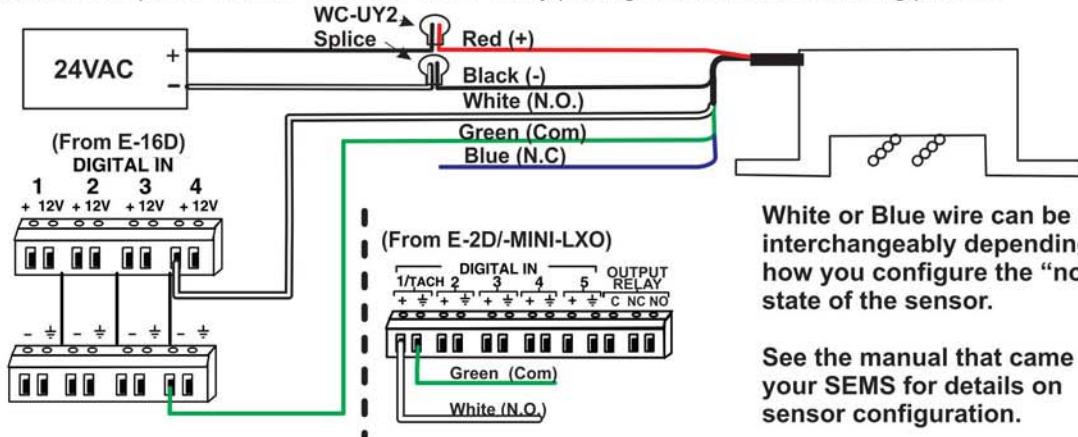 WC-UY2
Splice
Red (+)
24VAC
+
-
Black (-)
White (N.O.)
Green (Com)
Blue (N.C)
(From E-16D)
DIGITAL IN
1 2 3 4
+ 12V + 12V + 12V + 12V
- ⏚ - ⏚ - ⏚ - ⏚
(From E-2D/-MINI-LXO)
DIGITAL IN
OUTPUT
RELAY
1/TACH 2 3 4 5
+ ⏚ + ⏚ + ⏚ + ⏚ + ⏚ C NC NO
Green (Com)
White (N.O.)
White or Blue wire can be
interchangeably
how you configure the
state of the sensor.
See the manual that came
your SEMS for details on
sensor configuration.